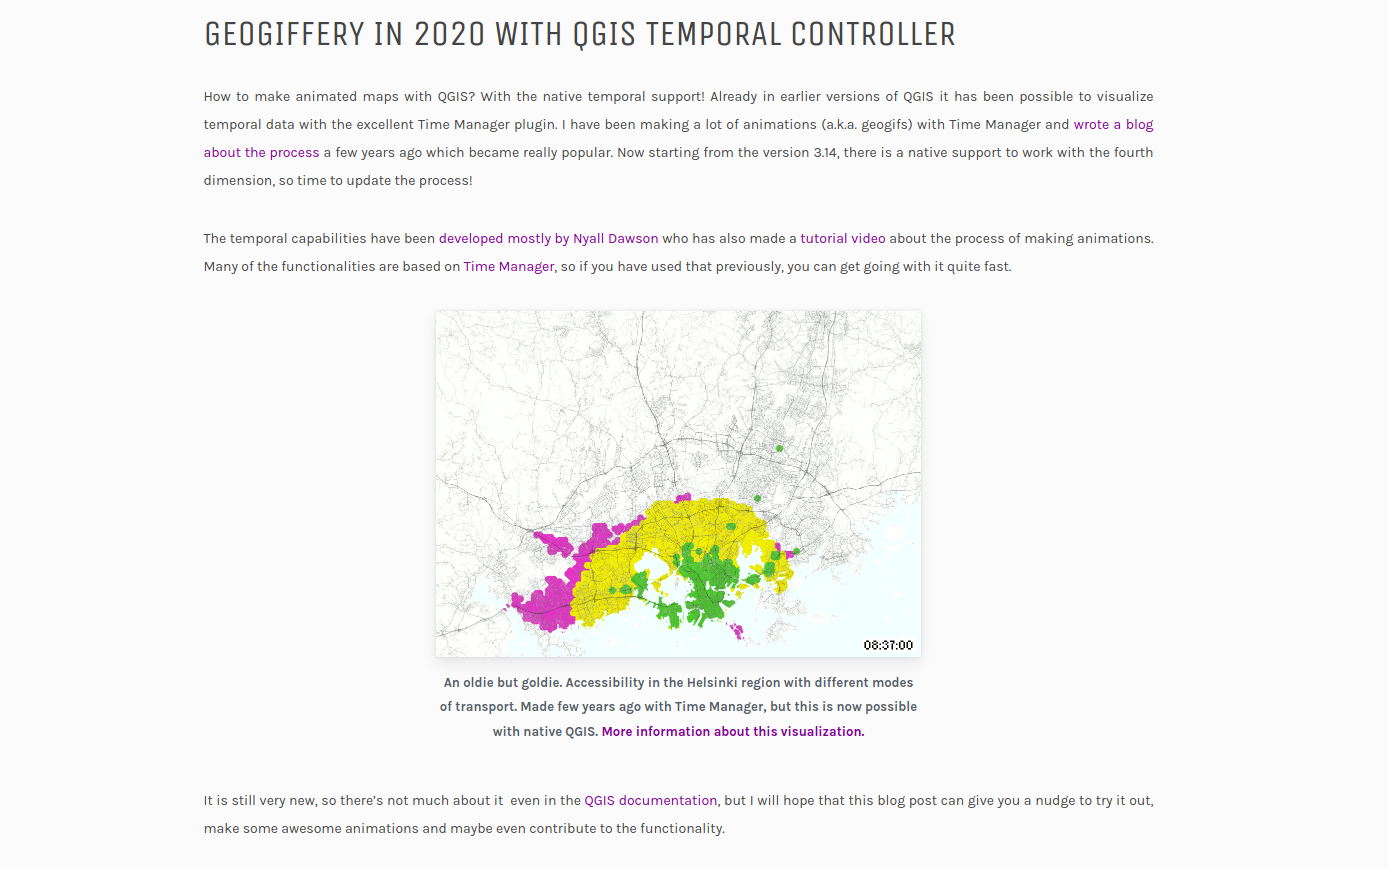 GEOGIFFERY IN 2020 WITH QGIS TEMPORAL CONTROLLER
How to make animated maps with QGIS? With the native temporal support! Already in earlier versions of QGIS it has been possible to visualize
temporal data with the excellent Time Manager plugin. I have been making a lot of animations (a.k.a. geogifs) with Time Manager and wrote a blog
about the process a few years ago which became really popular. Now starting from the version 3.14, there is a native support to work with the fourth
dimension, so time to update the process!
The temporal capabilities have been developed mostly by Nyall Dawson who has also made a tutorial video about the process of making animations.
Many of the functionalities are based on Time Manager, so if you have used that previously, you can get going with it quite fast.
08:37:00
An oldie but goldie. Accessibility in the Helsinki region with different modes
of transport. Made few years ago with Time Manager, but this is now possible
with native QGIS. More information about this visualization.
It is still very new, so there's not much about it  even in the QGIS documentation, but I will hope that this blog post can give you a nudge to try it out,
make some awesome animations and maybe even contribute to the functionality.